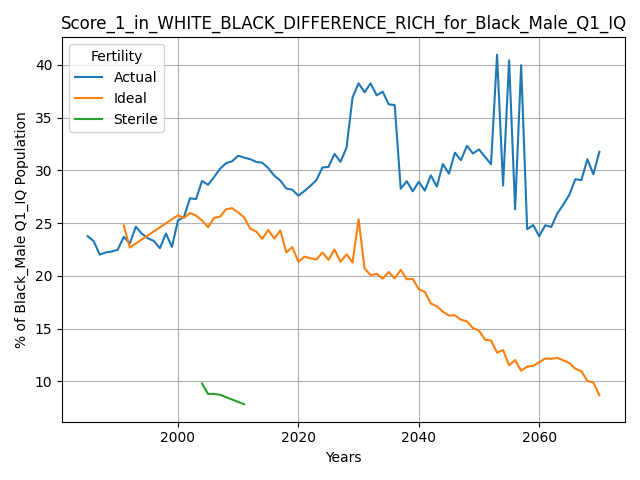 Score_1_in_WHITE_BLACK_DIFFERENCE_RICH_for_Black_Male_Q1_IQ
Fertility
Actual
Ideal
Sterile
% of Black_Male Q1_IQ Population
40
35
30
25
20
15
10
2000
2020
2040
2060
Years